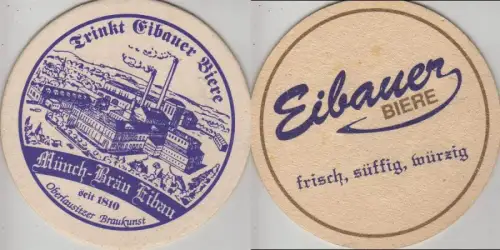 Trinkt Eibauer Biere
Münch-Bräu Eibau
seit 1810
Oberlausitzer Braukunst
Eibauer
BIERE
frisch, süffig, würzig